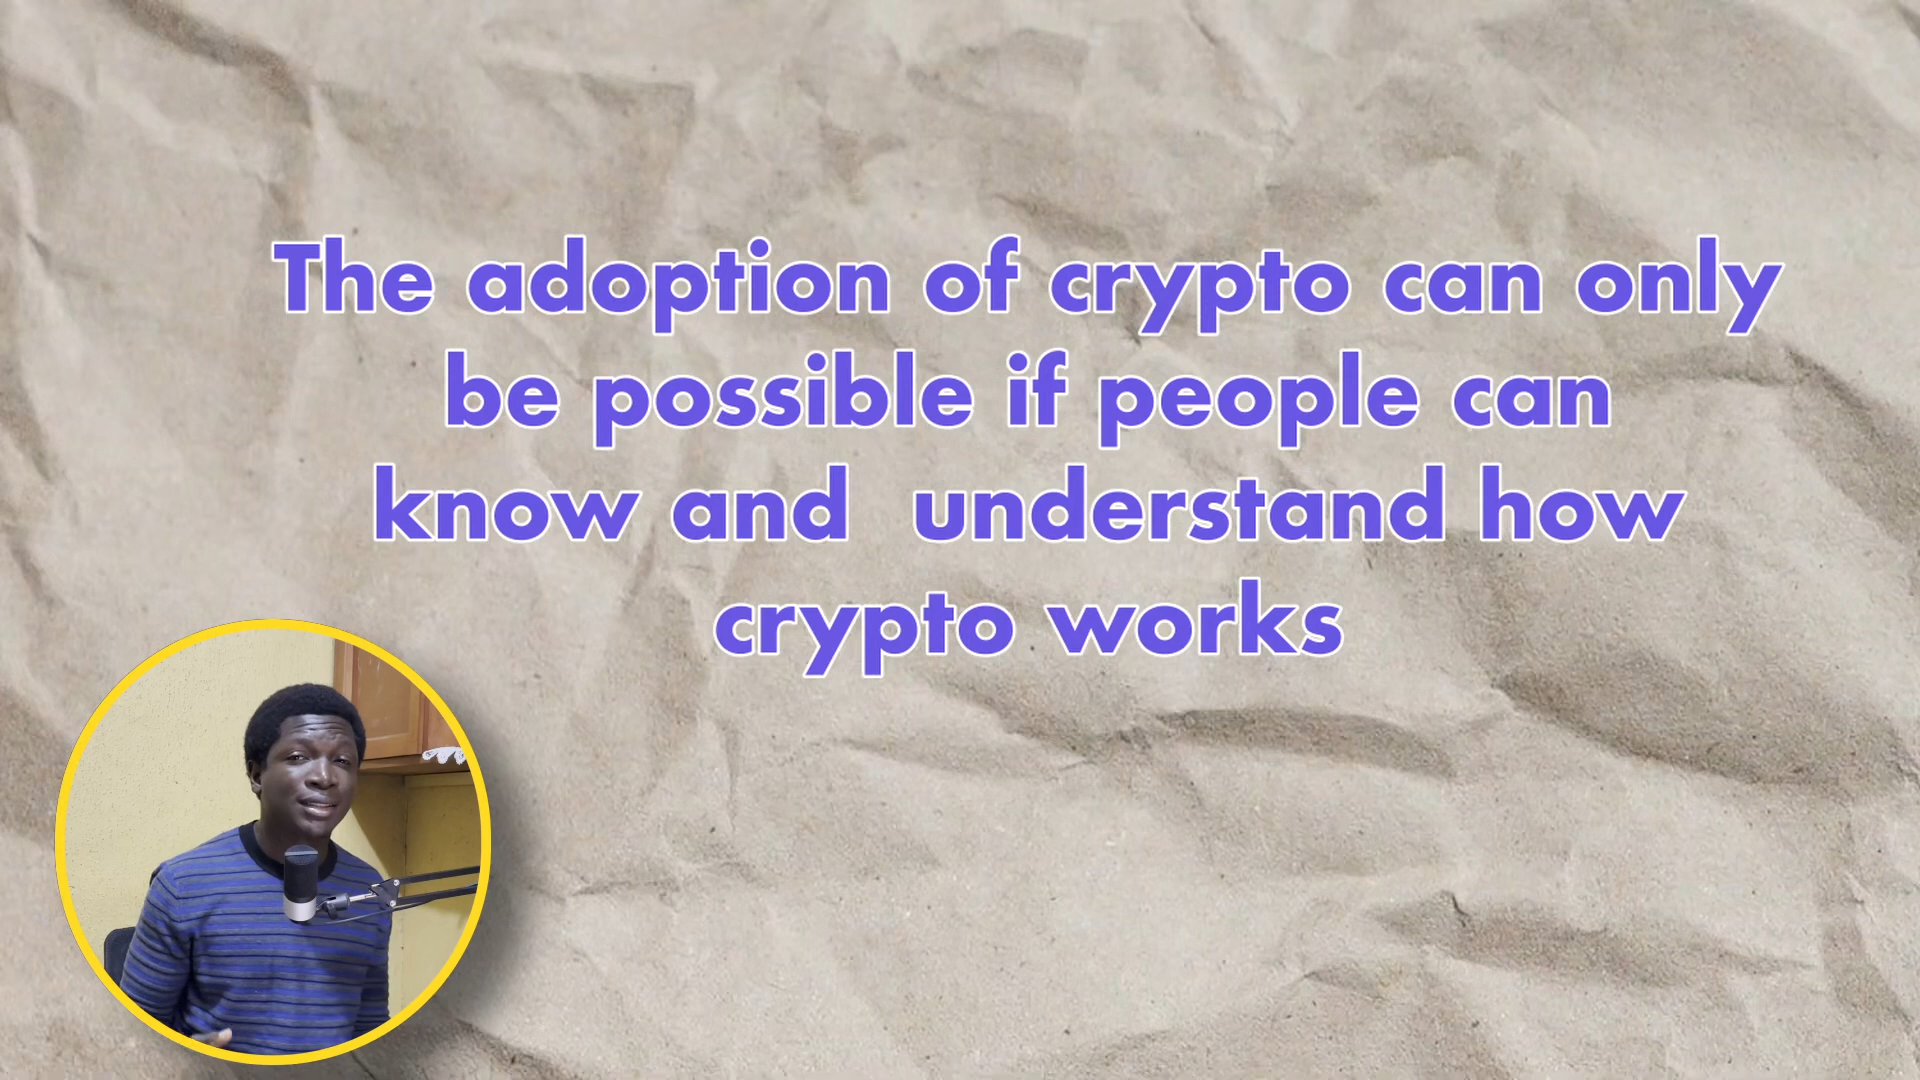 The adoption of crypto can only
be possible if people can
know and  understand how
crypto works